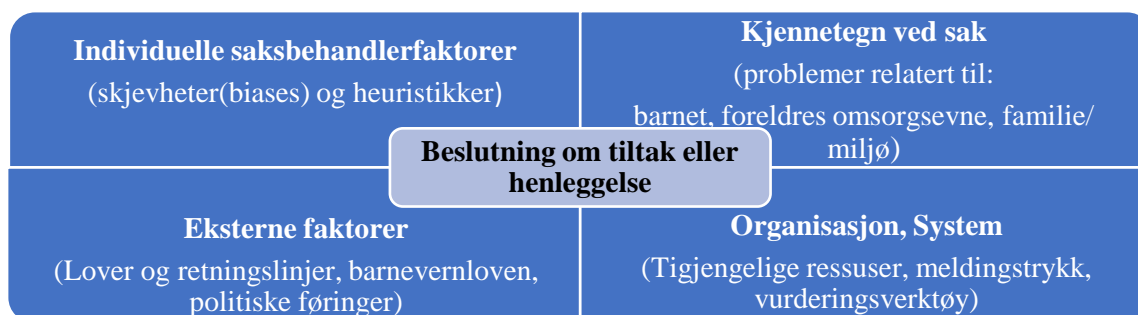 Individuelle saksbehandlerfaktorer
(skjevheter(biases) og heuristikker)
Kjennetegn ved sak
(problemer relatert til:
barnet, foreldres omsorgsevne, familie/
miljø)
Beslutning om tiltak eller
henleggelse
Eksterne faktorer
(Lover og retningslinjer, barnevernloven,
politiske føringer)
Organisasjon, System
(Tigjengelige ressuser, meldingstrykk,
vurderingsverktøy)